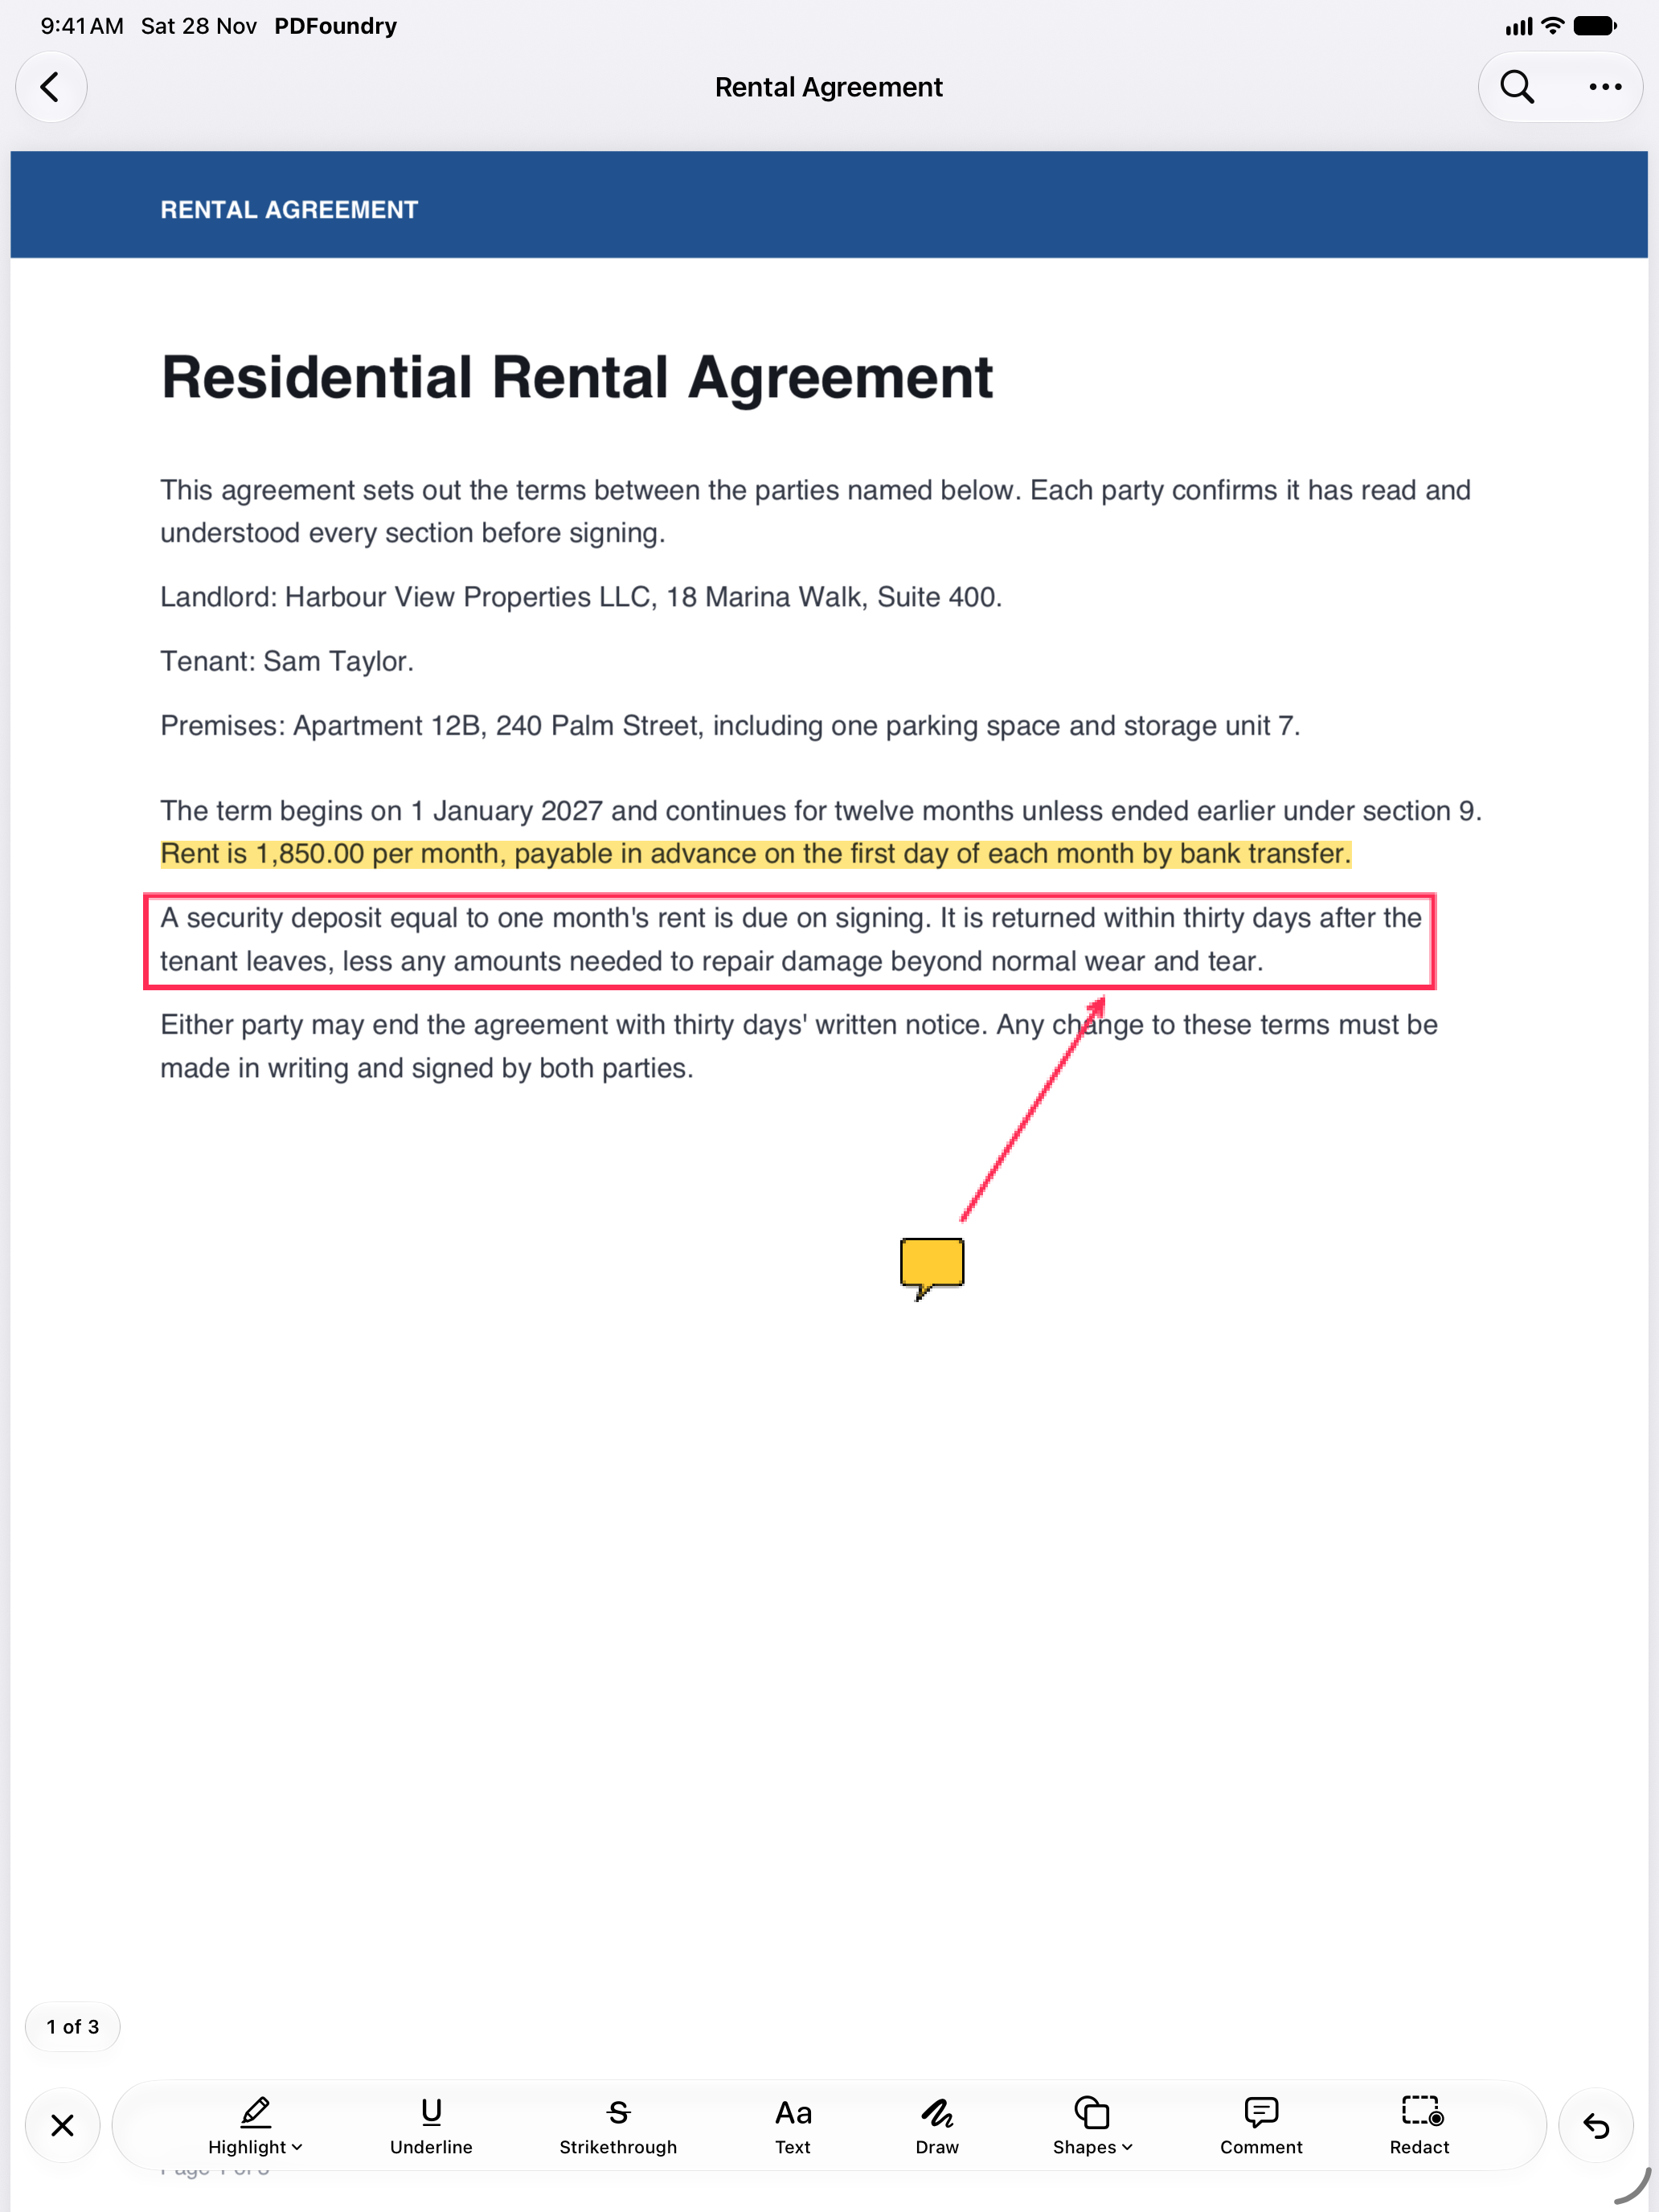 9:41 AM Sat 28 Nov PDFoundry
Rental Agreement
RENTAL AGREEMENT
Residential Rental Agreement
This agreement sets out the terms between the parties named below. Each party confirms it has read and
understood every section before signing.
Landlord: Harbour View Properties LLC, 18 Marina Walk, Suite 400.
Tenant: Sam Taylor.
Premises: Apartment 12B, 240 Palm Street, including one parking space and storage unit 7.
The term begins on 1 January 2027 and continues for twelve months unless ended earlier under section 9.
Rent is 1,850.00 per month, payable in advance on the first day of each month by bank transfer.
A security deposit equal to one month's rent is due on signing. It is returned within thirty days after the
tenant leaves, less any amounts needed to repair damage beyond normal wear and tear.
Either party may end the agreement with thirty days' written notice. Any change to these terms must be
made in writing and signed by both parties.
1 of 3
Highlight Underline Strikethrough Text Draw Shapes Comment Redact